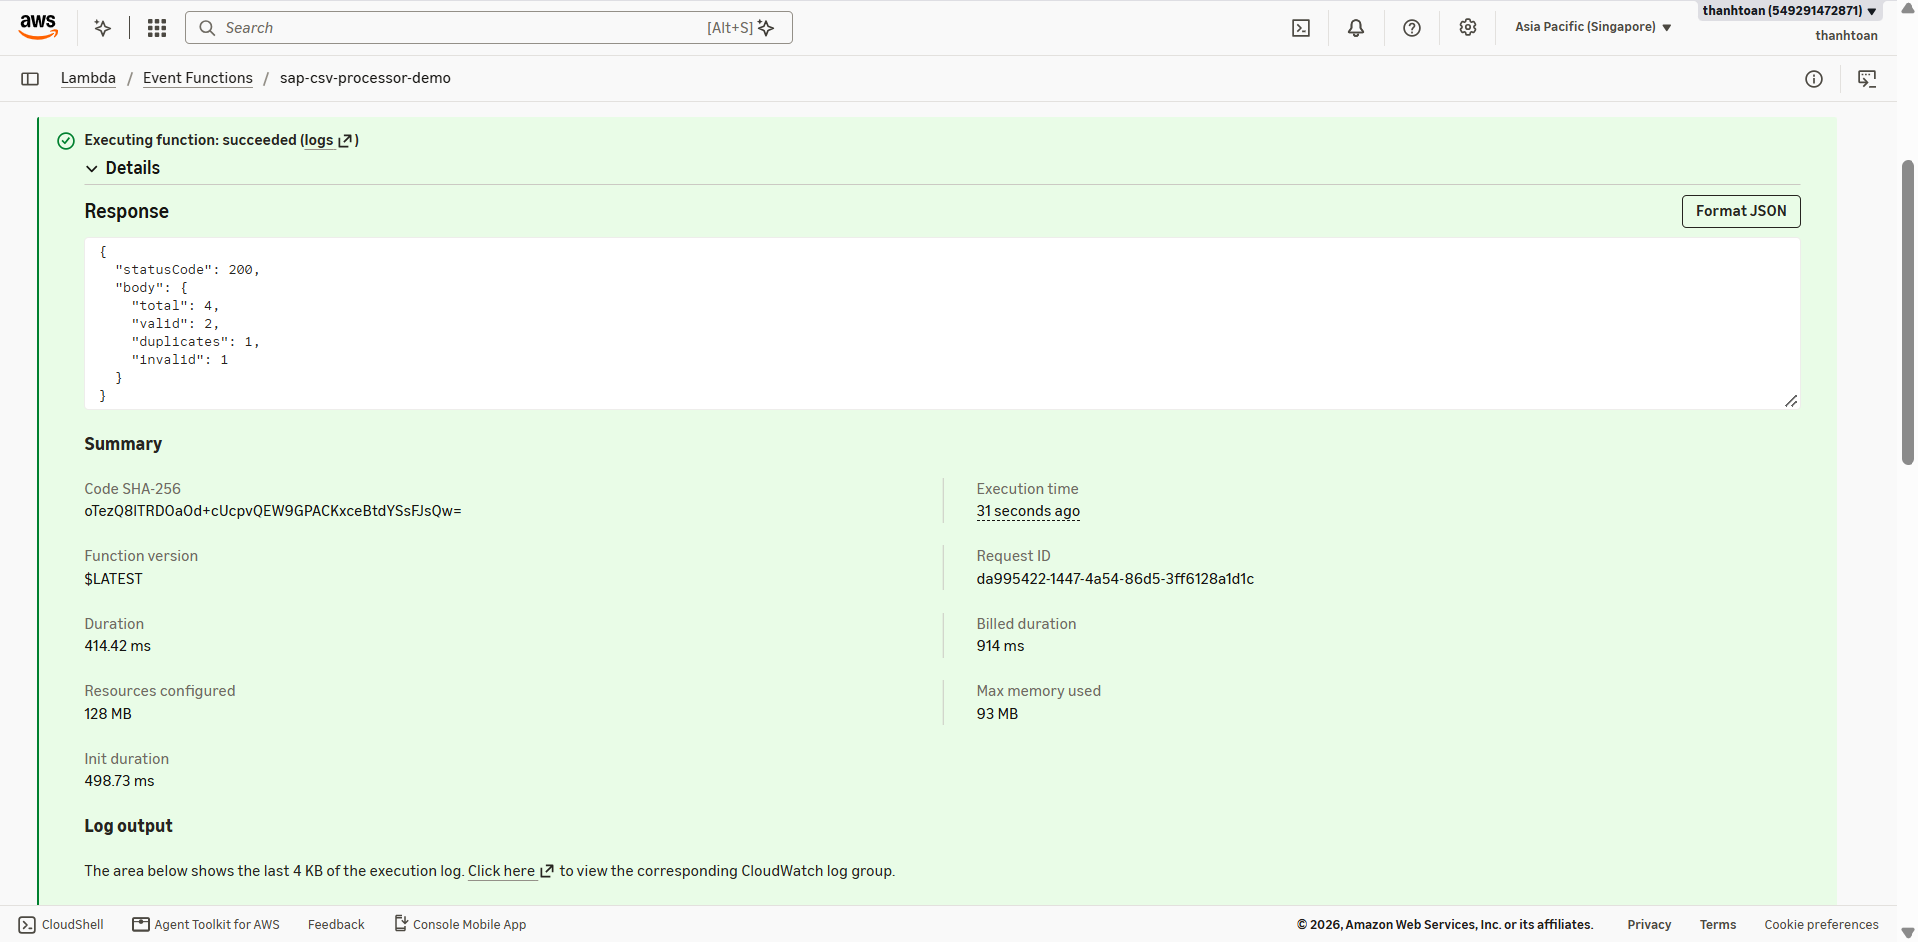 aws
Search [Alt+S]
Asia Pacific (Singapore)
thanhtoan (549291472871)
thanhtoan
Lambda / Event Functions / sap-csv-processor-demo
Executing function: succeeded (logs)
Details
Response
Format JSON
{
"statusCode": 200,
"body": {
"total": 4,
"valid": 2,
"duplicates": 1,
"invalid": 1
}
}
Summary
Code SHA-256
oTezQ8lTRDOaOd+cUcpvQEW9GPACKxceBtdYSsFJsQw=
Execution time
31 seconds ago
Function version
$LATEST
Request ID
da995422-1447-4a54-86d5-3ff6128a1d1c
Duration
414.42 ms
Billed duration
914 ms
Resources configured
128 MB
Max memory used
93 MB
Init duration
498.73 ms
Log output
The area below shows the last 4 KB of the execution log. Click here to view the corresponding CloudWatch log group.
CloudShell Agent Toolkit for AWS Feedback Console Mobile App © 2026, Amazon Web Services, Inc. or its affiliates. Privacy Terms Cookie preferences